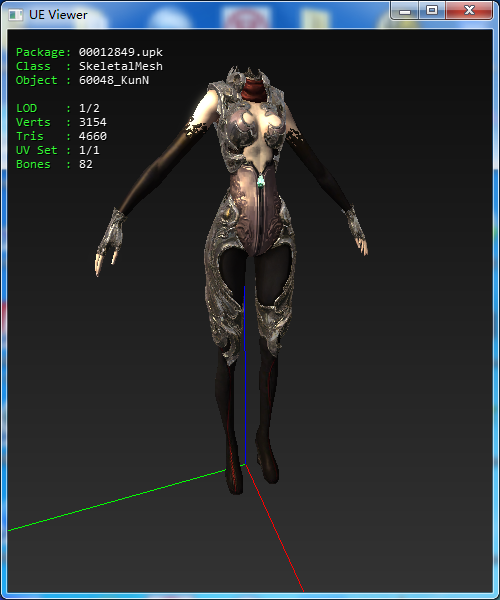 UE Viewer
Package: 00012849.upk
Class : SkeletalMesh
Object : 60048_KunN
LOD : 1/2
Verts : 3154
Tris : 4660
UV Set : 1/1
Bones : 82